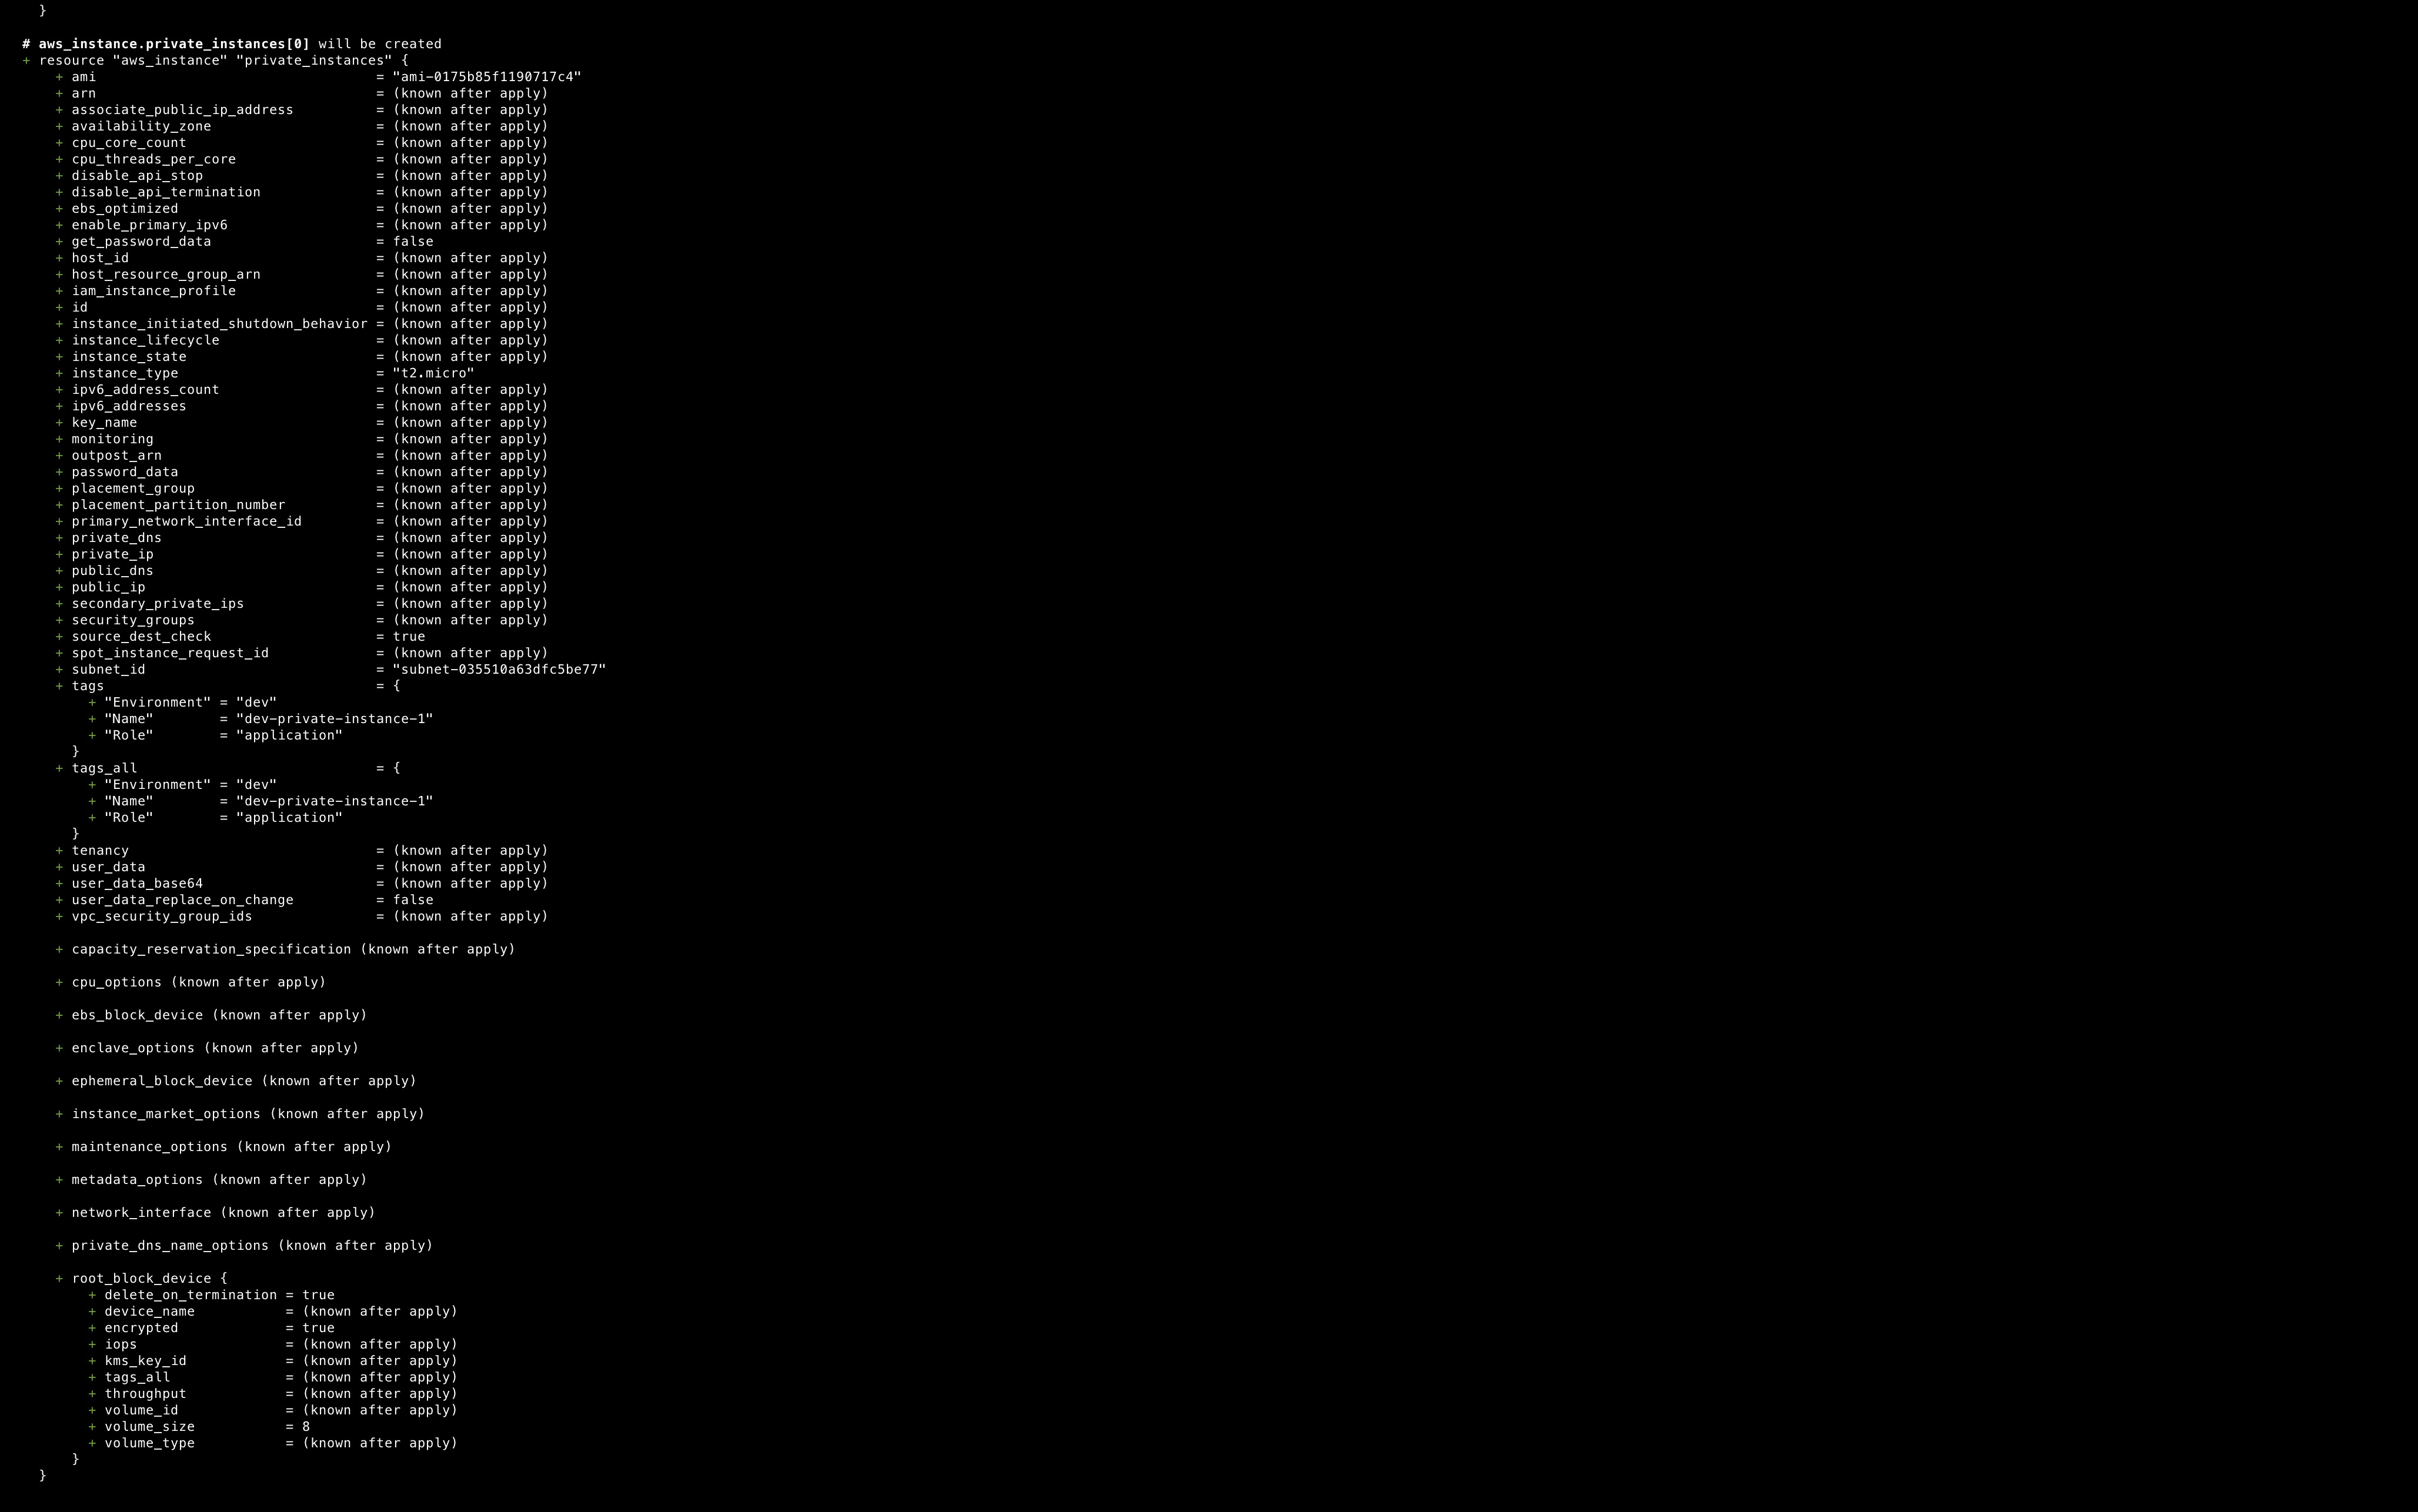 }
# aws_instance.private_instances[0] will be created
+ resource "aws_instance" "private_instances" {
+ ami = "ami-0175b85f1190717c4"
+ arn = (known after apply)
+ associate_public_ip_address = (known after apply)
+ availability_zone = (known after apply)
+ cpu_core_count = (known after apply)
+ cpu_threads_per_core = (known after apply)
+ disable_api_stop = (known after apply)
+ disable_api_termination = (known after apply)
+ ebs_optimized = (known after apply)
+ enable_primary_ipv6 = (known after apply)
+ get_password_data = false
+ host_id = (known after apply)
+ host_resource_group_arn = (known after apply)
+ iam_instance_profile = (known after apply)
+ id = (known after apply)
+ instance_initiated_shutdown_behavior = (known after apply)
+ instance_lifecycle = (known after apply)
+ instance_state = (known after apply)
+ instance_type = "t2.micro"
+ ipv6_address_count = (known after apply)
+ ipv6_addresses = (known after apply)
+ key_name = (known after apply)
+ monitoring = (known after apply)
+ outpost_arn = (known after apply)
+ password_data = (known after apply)
+ placement_group = (known after apply)
+ placement_partition_number = (known after apply)
+ primary_network_interface_id = (known after apply)
+ private_dns = (known after apply)
+ private_ip = (known after apply)
+ public_dns = (known after apply)
+ public_ip = (known after apply)
+ secondary_private_ips = (known after apply)
+ security_groups = (known after apply)
+ source_dest_check = true
+ spot_instance_request_id = (known after apply)
+ subnet_id = "subnet-035510a63dfc5be77"
+ tags = {
+ "Environment" = "dev"
+ "Name" = "dev-private-instance-1"
+ "Role" = "application"
}
+ tags_all = {
+ "Environment" = "dev"
+ "Name" = "dev-private-instance-1"
+ "Role" = "application"
}
+ tenancy = (known after apply)
+ user_data = (known after apply)
+ user_data_base64 = (known after apply)
+ user_data_replace_on_change = false
+ vpc_security_group_ids = (known after apply)
+ capacity_reservation_specification (known after apply)
+ cpu_options (known after apply)
+ ebs_block_device (known after apply)
+ enclave_options (known after apply)
+ ephemeral_block_device (known after apply)
+ instance_market_options (known after apply)
+ maintenance_options (known after apply)
+ metadata_options (known after apply)
+ network_interface (known after apply)
+ private_dns_name_options (known after apply)
+ root_block_device {
+ delete_on_termination = true
+ device_name = (known after apply)
+ encrypted = true
+ iops = (known after apply)
+ kms_key_id = (known after apply)
+ tags_all = (known after apply)
+ throughput = (known after apply)
+ volume_id = (known after apply)
+ volume_size = 8
+ volume_type = (known after apply)
}
}